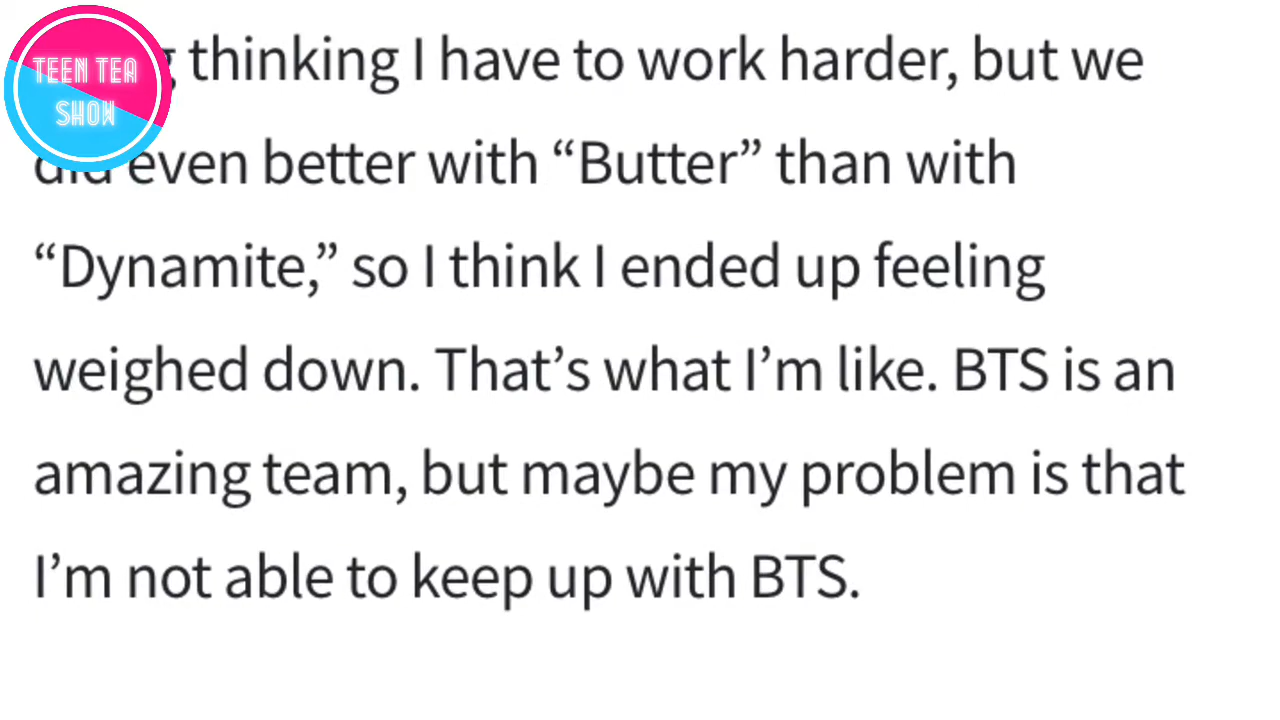 TEEN TEA
SHOW
thinking I have to work harder, but we
did even better with “Butter” than with
“Dynamite,” so I think I ended up feeling
weighed down. That’s what I’m like. BTS is an
amazing team, but maybe my problem is that
I’m not able to keep up with BTS.